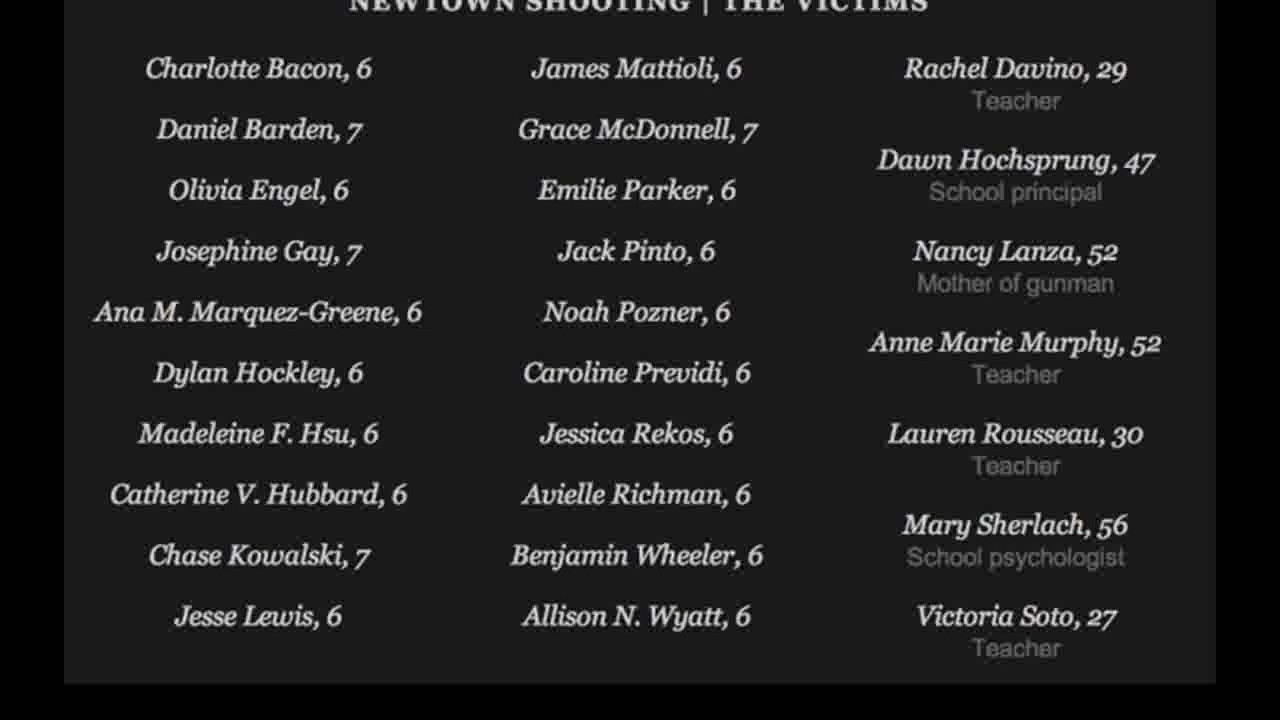 NEWTOWN SHOOTING | THE VICTIMS
Charlotte Bacon, 6
Daniel Barden, 7
Olivia Engel, 6
Josephine Gay, 7
Ana M. Marquez-Greene, 6
Dylan Hockley, 6
Madeleine F. Hsu, 6
Catherine V. Hubbard, 6
Chase Kowalski, 7
Jesse Lewis, 6
James Mattioli, 6
Grace McDonnell, 7
Emilie Parker, 6
Jack Pinto, 6
Noah Pozner, 6
Caroline Previdi, 6
Jessica Rekos, 6
Avielle Richman, 6
Benjamin Wheeler, 6
Allison N. Wyatt, 6
Rachel Davino, 29
Teacher
Dawn Hochsprung, 47
School principal
Nancy Lanza, 52
Mother of gunman
Anne Marie Murphy, 52
Teacher
Lauren Rousseau, 30
Teacher
Mary Sherlach, 56
School psychologist
Victoria Soto, 27
Teacher